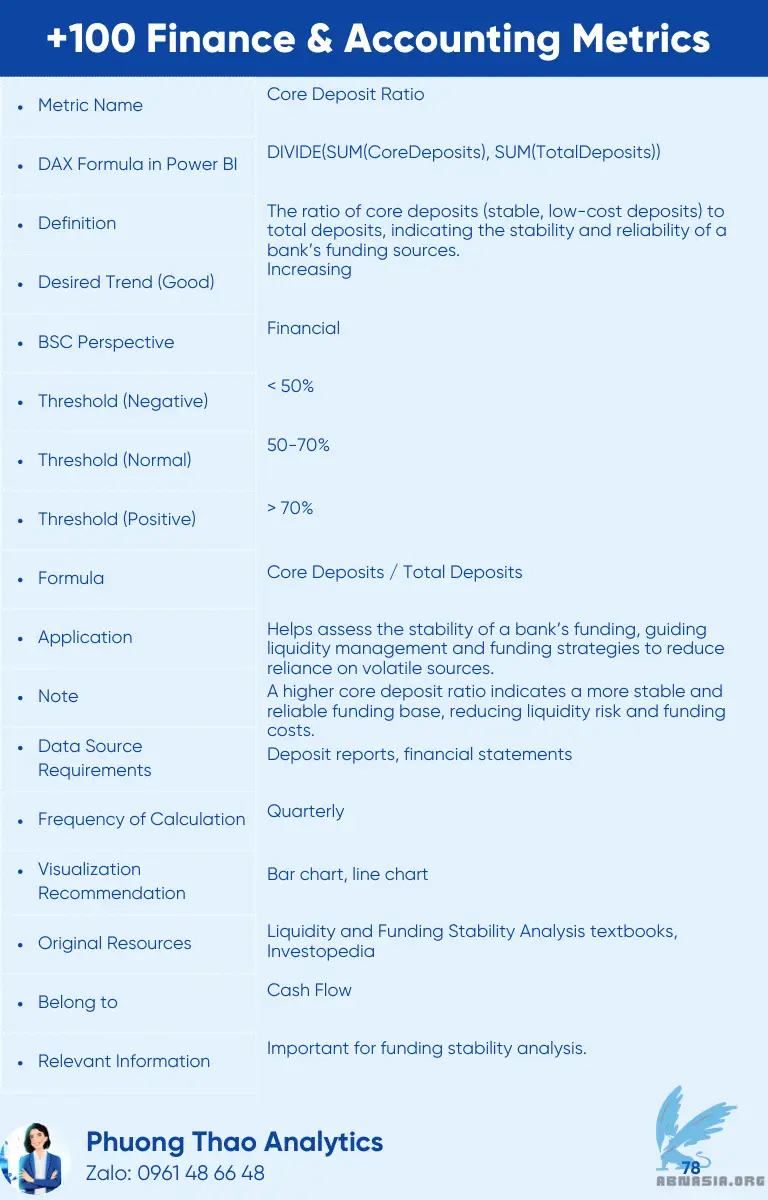 +100 Finance & Accounting Metrics
• Metric Name
Core Deposit Ratio
• DAX Formula in Power BI
DIVIDE(SUM(CoreDeposits), SUM(TotalDeposits))
• Definition
The ratio of core deposits (stable, low-cost deposits) to
total deposits, indicating the stability and reliability of a
bank’s funding sources.
• Desired Trend (Good)
Increasing
• BSC Perspective
Financial
• Threshold (Negative)
< 50%
• Threshold (Normal)
50-70%
• Threshold (Positive)
> 70%
• Formula
Core Deposits / Total Deposits
• Application
Helps assess the stability of a bank’s funding, guiding
liquidity management and funding strategies to reduce
reliance on volatile sources.
• Note
A higher core deposit ratio indicates a more stable and
reliable funding base, reducing liquidity risk and funding
costs.
• Data Source
Requirements
Deposit reports, financial statements
• Frequency of Calculation
Quarterly
• Visualization
Recommendation
Bar chart, line chart
• Original Resources
Liquidity and Funding Stability Analysis textbooks,
Investopedia
• Belong to
Cash Flow
• Relevant Information
Important for funding stability analysis.
Phuong Thao Analytics
Zalo: 0961 48 66 48
78
ABNASIA.ORG